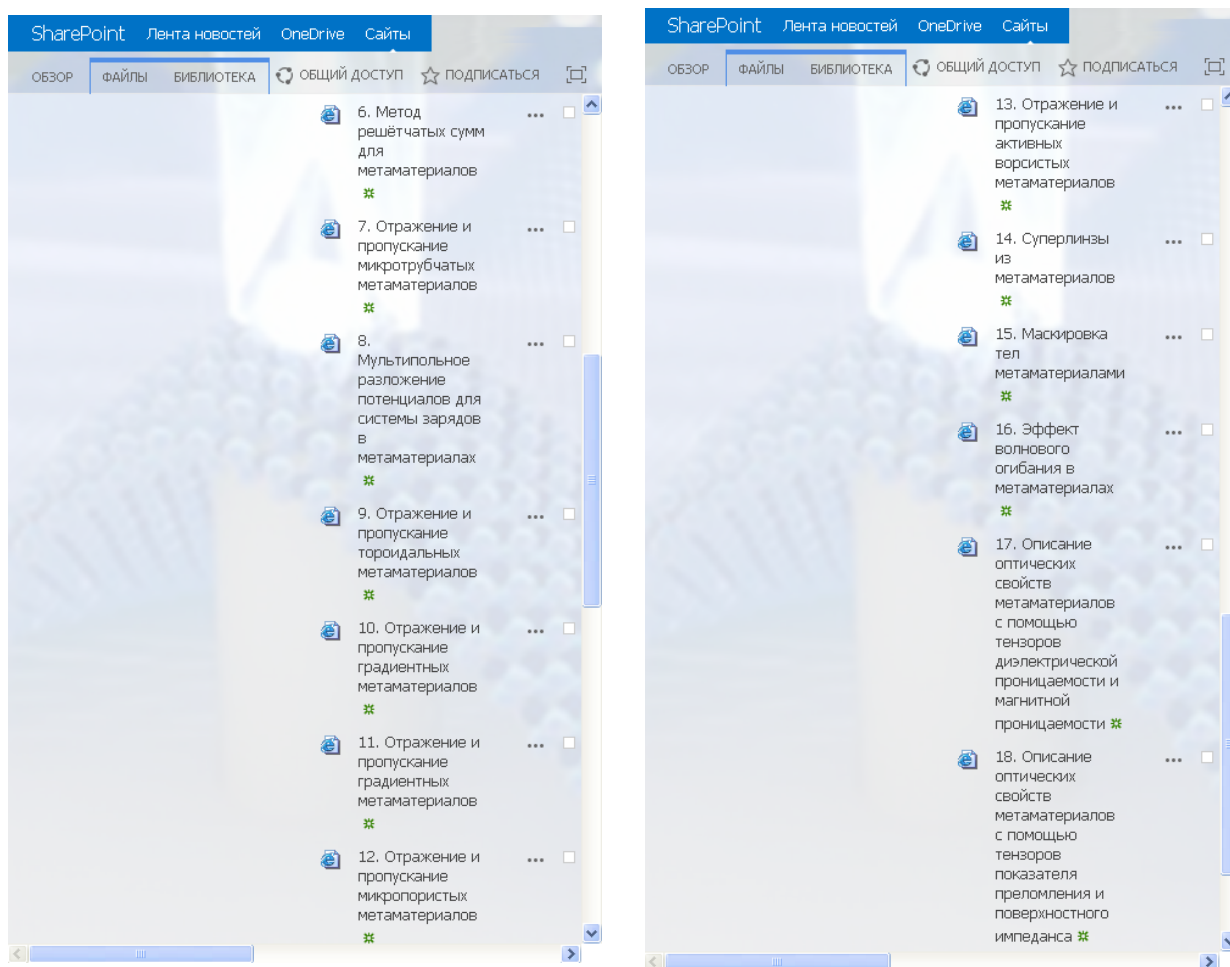 SharePoint Лента новостей OneDrive Сайты
ОБЗОР ФАЙЛЫ БИБЛИОТЕКА ОБЩИЙ ДОСТУП ПОДПИСАТЬСЯ
6. Метод
решётчатых сумм
для
метаматериалов
7. Отражение и
пропускание
микротрубчатых
метаматериалов
8.
Мультипольное
разложение
потенциалов для
системы зарядов
в
метаматериалах
9. Отражение и
пропускание
тороидальных
метаматериалов
10. Отражение и
пропускание
градиентных
метаматериалов
11. Отражение и
пропускание
градиентных
метаматериалов
12. Отражение и
пропускание
микропористых
метаматериалов
SharePoint Лента новостей OneDrive Сайты
ОБЗОР ФАЙЛЫ БИБЛИОТЕКА ОБЩИЙ ДОСТУП ПОДПИСАТЬСЯ
13. Отражение и
пропускание
активных
ворсистых
метаматериалов
14. Суперлинзы
из
метаматериалов
15. Маскировка
тел
метаматериалами
16. Эффект
волнового
огибания в
метаматериалах
17. Описание
оптических
свойств
метаматериалов
с помощью
тензоров
диэлектрической
проницаемости и
магнитной
проницаемости
18. Описание
оптических
свойств
метаматериалов
с помощью
тензоров
показателя
преломления и
поверхностного
импеданса